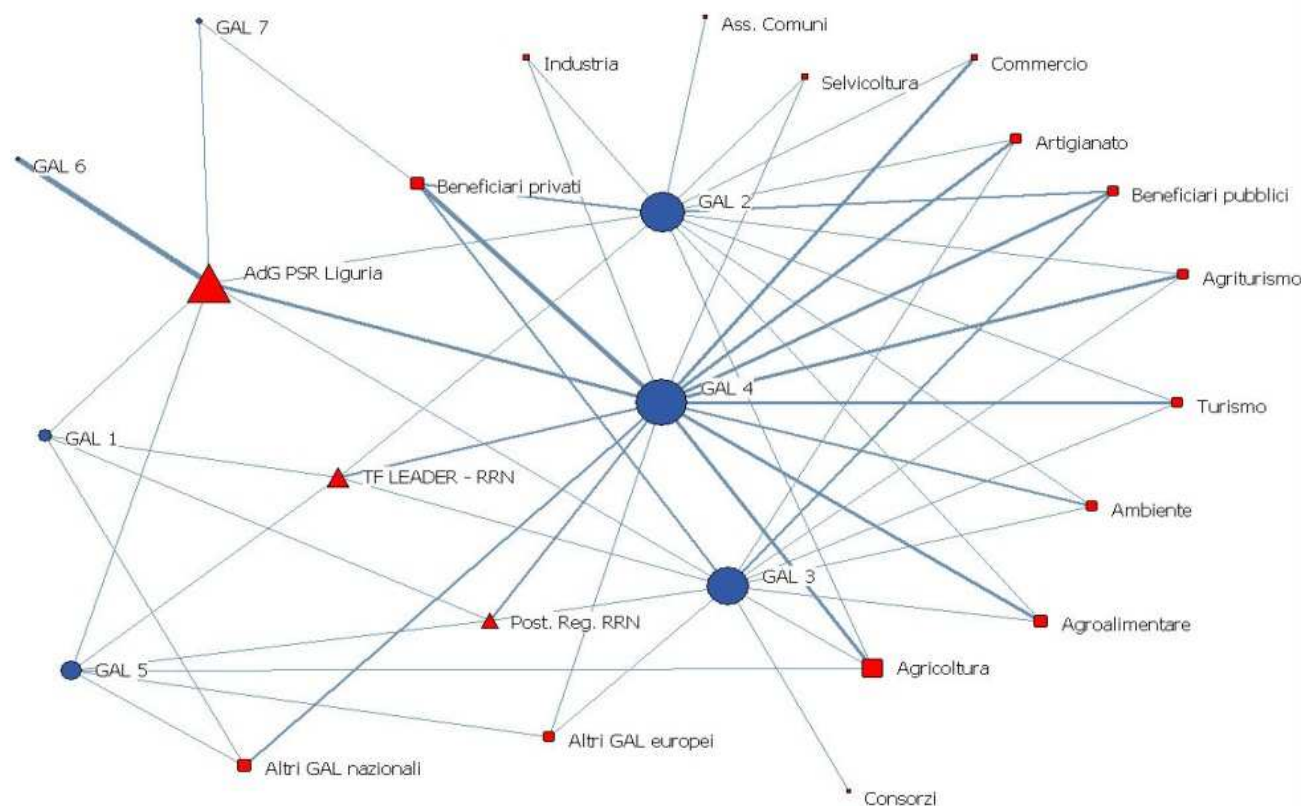 Ass. Comuni
GAL 7
Industria
Commercio
Selvicoltura
Artigianato
GAL 6
Beneficiari privati
Beneficiari pubblici
GAL 2
AdG PSR Liguria
Agriturismo
GAL 4
Turismo
GAL 1
TF LEADER - RRN
Ambiente
GAL 3
Post. Reg. RRN
Agroalimentare
GAL 5
Agricoltura
Altri GAL europei
Altri GAL nazionali
Consorzi